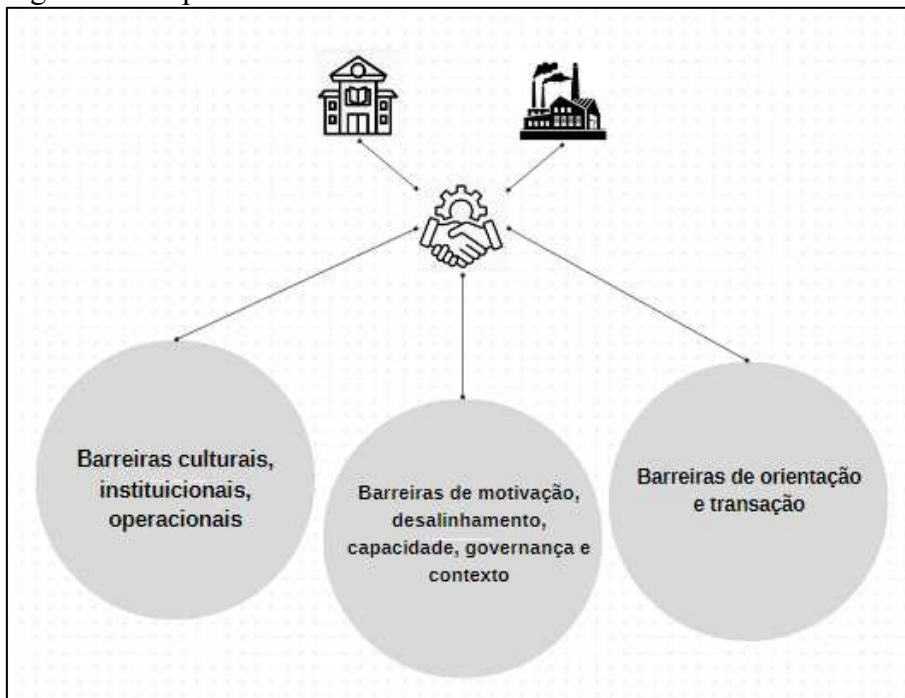 Barreiras culturais,
instituicionais,
operacionais
Barreiras de motivação,
desalinhamento,
capacidade, governança e
contexto
Barreiras de orientação
e transação